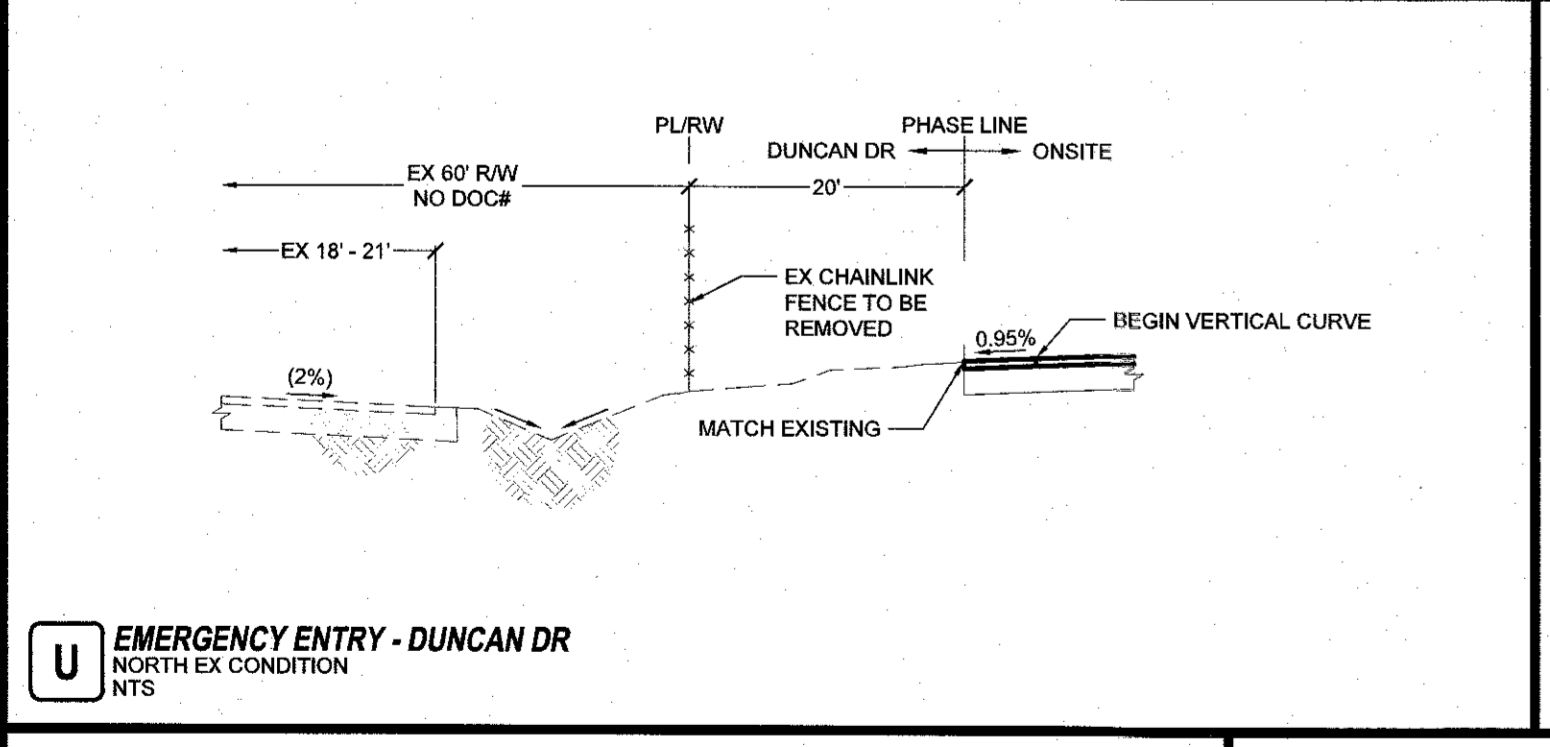 PL/RW
PHASE LINE
DUNCAN DR
ONSITE
EX 60' R/W
NO DOC#
20'
EX 18' - 21'
EX CHAINLINK
FENCE TO BE
REMOVED
BEGIN VERTICAL CURVE
0.95%
(2%)
MATCH EXISTING
U
EMERGENCY ENTRY - DUNCAN DR
NORTH EX CONDITION
NTS